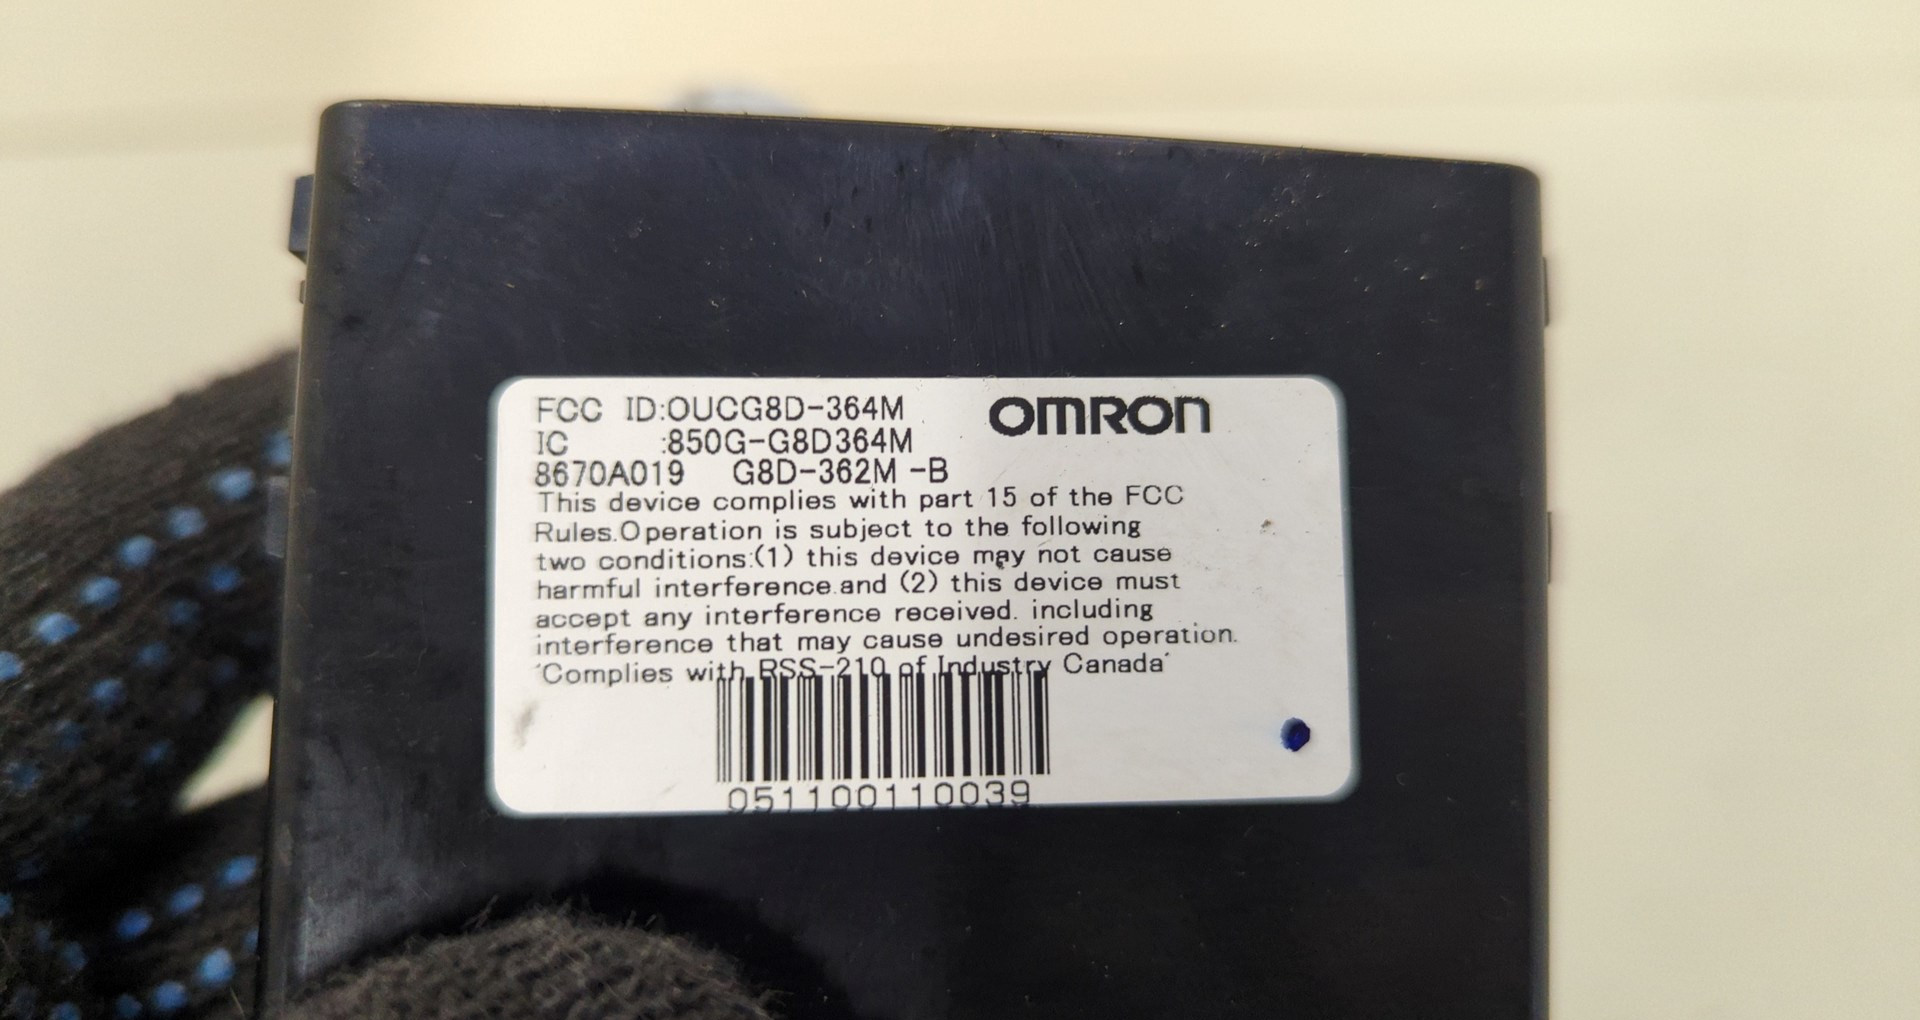 FCC ID:OUCG8D-364M OMRON
IC :850G-G8D364M
8670A019 G8D-362M -B
This device complies with part 15 of the FCC
Rules.Operation is subject to the following
two conditions:(1) this device may not cause
harmful interference.and (2) this device must
accept any interference received. including
interference that may cause undesired operation.
´Complies with RSS-210 of Industry Canada´
051100110039